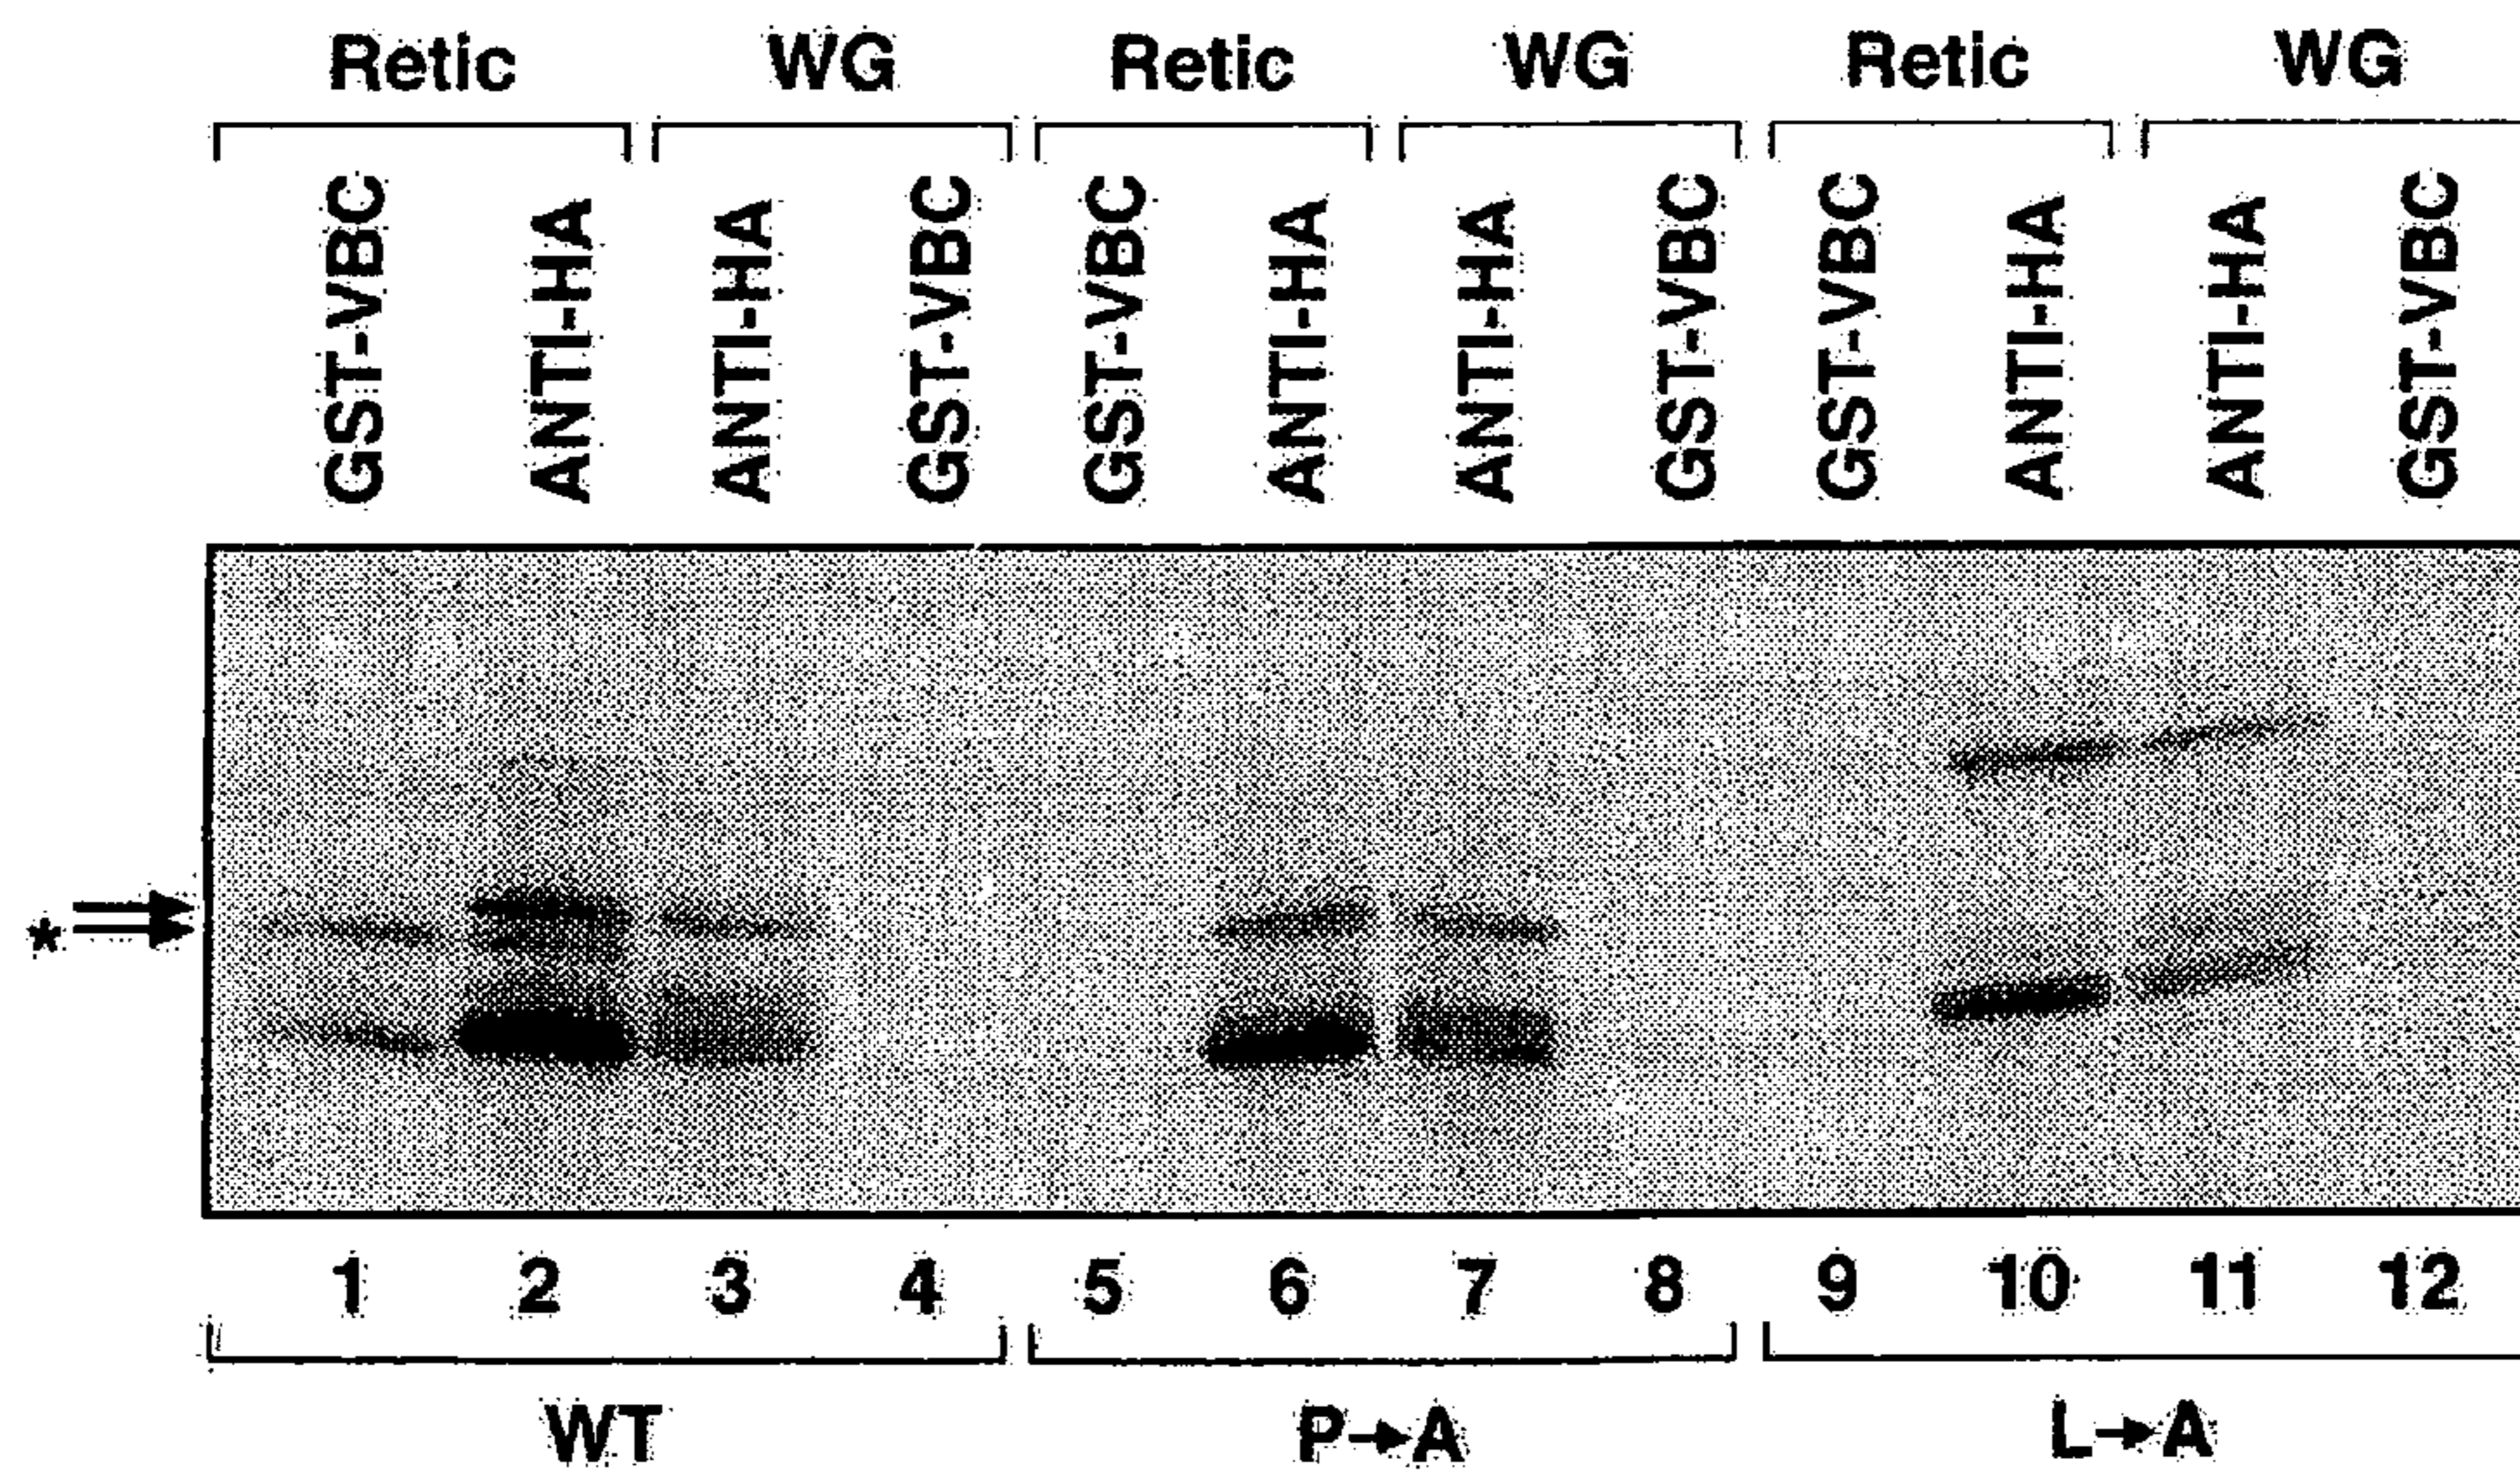 Retic WG Retic WG Retic WG
GST-VBC ANTI-HA ANTI-HA GST-VBC GST-VBC ANTI-HA ANTI-HA GST-VBC GST-VBC ANTI-HA ANTI-HA GST-VBC
*
1 2 3 4 5 6 7 8 9 10 11 12
WT P→A L→A